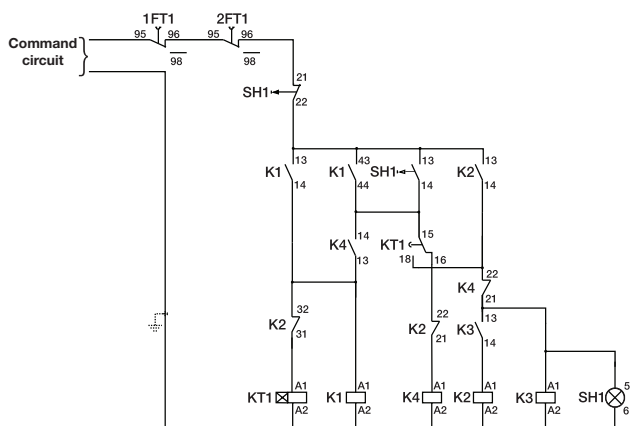 1FT1 2FT1
95 96 95 96
Command
circuit
98 98
21
SH1
22
13 43 13 13
K1 K1 SH1 K2
14 44 14 14
14 15
K4 KT1
13 18 16
22
K4
21
32 22 13
K2 K2 K3
31 21 14
5
A1 A1 A1 A1 A1
KT1 K1 K4 K2 K3 SH1
A2 A2 A2 A2 A2 6